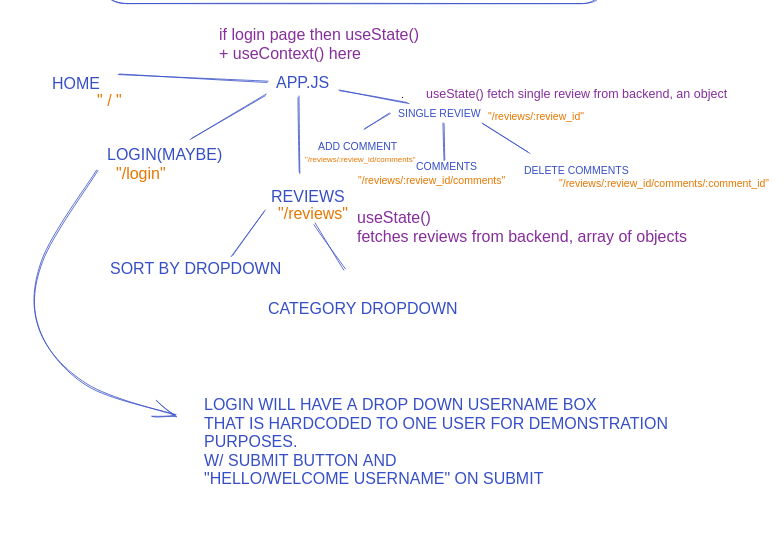 if login page then useState()
+ useContext() here
HOME
" / "
APP.JS
useState() fetch single review from backend, an object
SINGLE REVIEW
"/reviews/:review_id"
ADD COMMENT
"/reviews/:review_id/comments"
COMMENTS
"/reviews/:review_id/comments"
DELETE COMMENTS
"/reviews/:review_id/comments/:comment_id"
LOGIN(MAYBE)
"/login"
REVIEWS
"/reviews"
useState()
fetches reviews from backend, array of objects
SORT BY DROPDOWN
CATEGORY DROPDOWN
LOGIN WILL HAVE A DROP DOWN USERNAME BOX
THAT IS HARDCODED TO ONE USER FOR DEMONSTRATION
PURPOSES.
W/ SUBMIT BUTTON AND
"HELLO/WELCOME USERNAME" ON SUBMIT